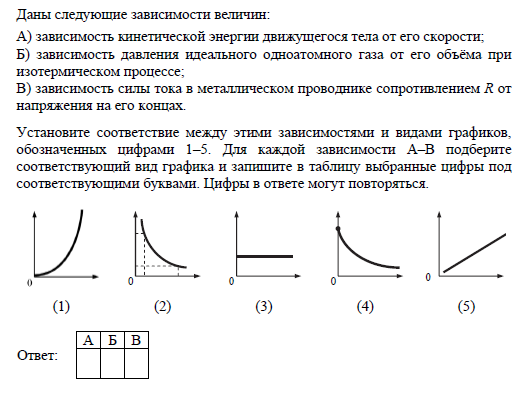 Даны следующие зависимости величин:
А) зависимость кинетической энергии движущегося тела от его скорости;
Б) зависимость давления идеального одноатомного газа от его объёма при
изотермическом процессе;
В) зависимость силы тока в металлическом проводнике сопротивлением R от
напряжения на его концах.
Установите соответствие между этими зависимостями и видами графиков,
обозначенных цифрами 1–5. Для каждой зависимости А–В подберите
соответствующий вид графика и запишите в таблицу выбранные цифры под
соответствующими буквами. Цифры в ответе могут повторяться.
0 0 0 0 0
(1) (2) (3) (4) (5)
А Б В
Ответ: